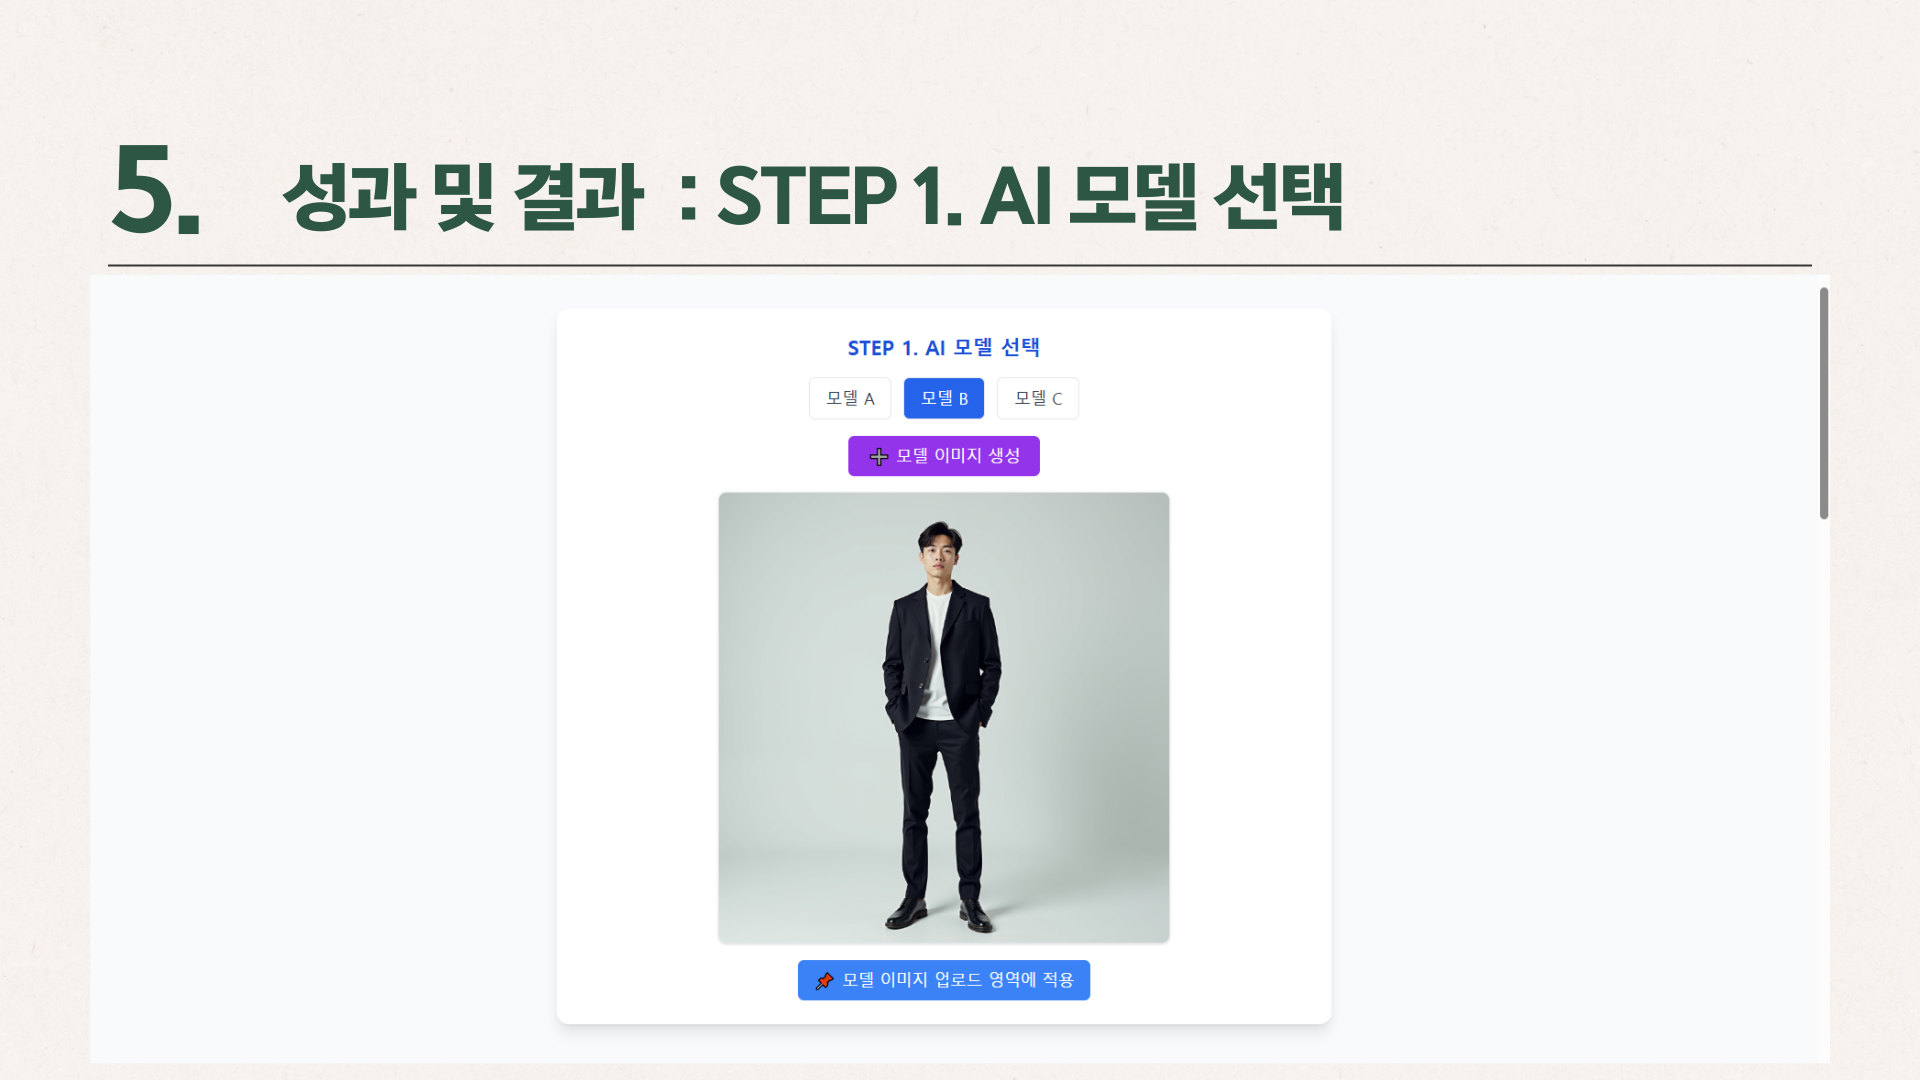 5. 성과 및 결과 : STEP 1. AI 모델 선택
STEP 1. AI 모델 선택
모델 A 모델 B 모델 C
➕ 모델 이미지 생성
📌 모델 이미지 업로드 영역에 적용